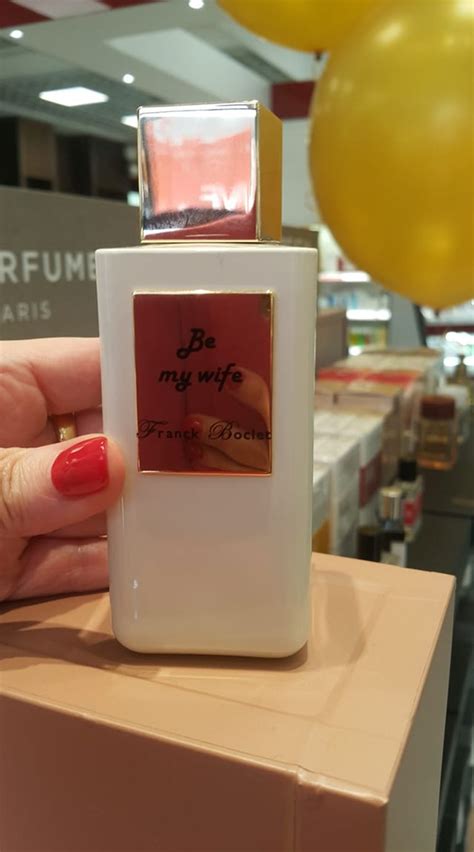 RFUME
ARIS
Be
my wife
Franck Boclet